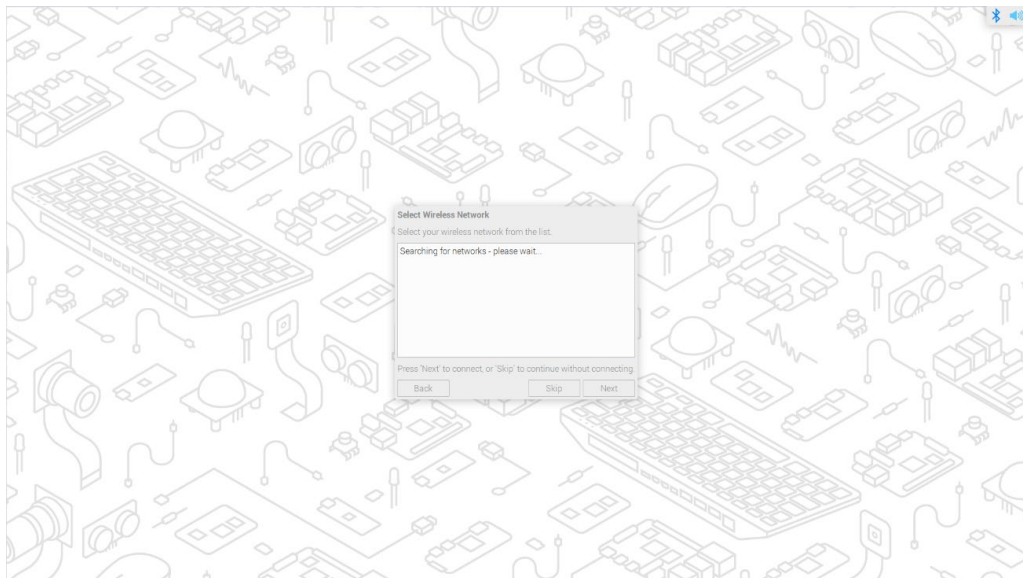 Select Wireless Network
Select your wireless network from the list.
Searching for networks - please wait...
Press 'Next' to connect, or 'Skip' to continue without connecting
Back
Skip
Next